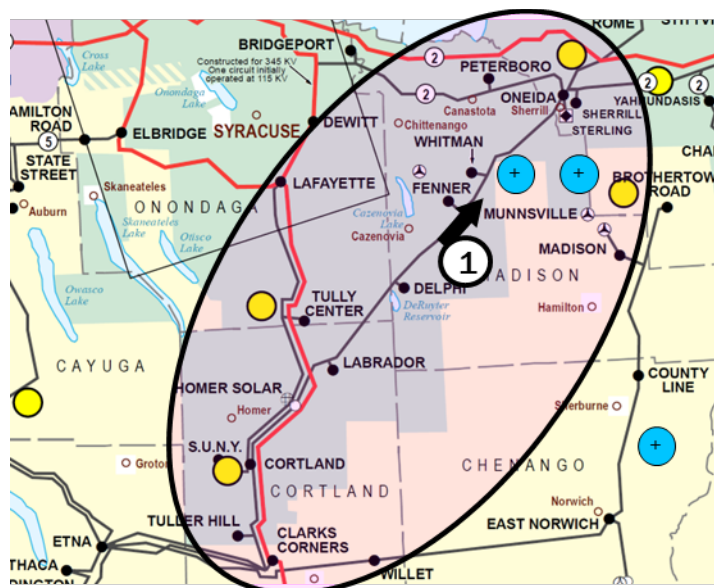 ROME
Cross
Lake
BRIDGEPORT
Constructed for 345 KV
One circuit initially
operated at 115 KV
2
PETERBORO
Onondaga
Lake
2
Canastota
ONEIDA
2
2
Sherrill
SHERRILL
YAHNUNDASIS
HAMILTON
ROAD
ELBRIDGE
SYRACUSE
DEWITT
Chittenango
STERLING
5
WHITMAN
STATE
STREET
Skaneateles
LAFAYETTE
FENNER
+
+
BROTHERTOWN
ROAD
Auburn
ONONDAGA
Cazenovia
Lake
MUNNSVILLE
Skaneateles
Lake
Otisco
Lake
Cazenovia
1
MADISON
MADISON
Owasco
Lake
DELPHI
TULLY
CENTER
DeRuyter
Reservoir
Hamilton
CAYUGA
LABRADOR
HOMER SOLAR
COUNTY
LINE
Homer
Sherburne
S.U.N.Y.
+
Groton
CORTLAND
CHENANGO
CORTLAND
Norwich
TULLER HILL
EAST NORWICH
ETNA
CLARKS
CORNERS
WILLET